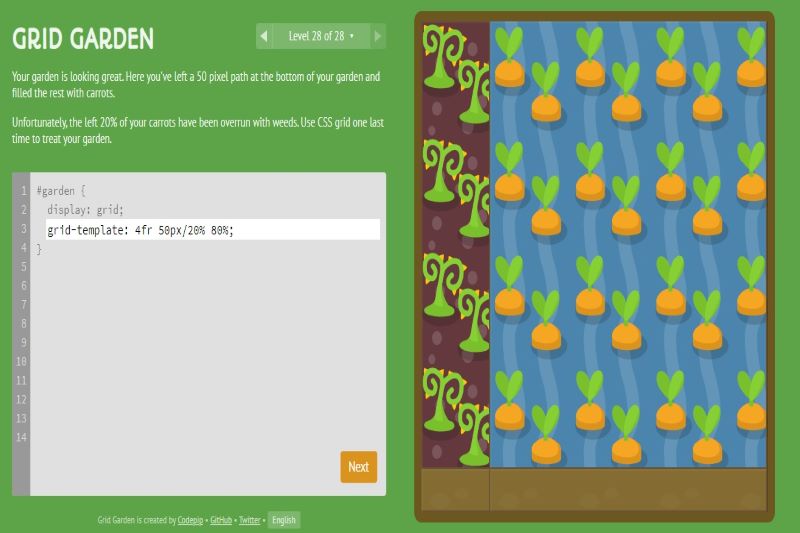 GRID GARDEN
Level 28 of 28
Your garden is looking great. Here you've left a 50 pixel path at the bottom of your garden and
filled the rest with carrots.
Unfortunately, the left 20% of your carrots have been overrun with weeds. Use CSS grid one last
time to treat your garden.
1 #garden {
2 display: grid;
3 grid-template: 4fr 50px/20% 80%;
4 }
5
6
7
8
9
10
11
12
13
14
Next
Grid Garden is created by Codepip • GitHub • Twitter • English